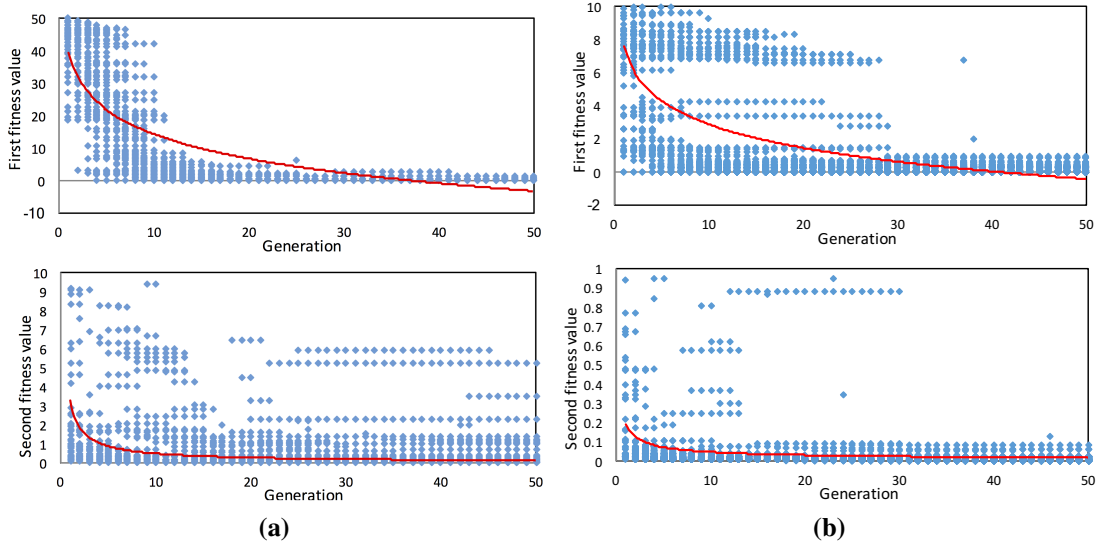 First fitness value
50
40
30
20
10
0
-10
0 10 20 30 40 50
Generation
First fitness value
10
8
6
4
2
0
-2
0 10 20 30 40 50
Generation
Second fitness value
10
9
8
7
6
5
4
3
2
1
0
0 10 20 30 40 50
Generation
(a)
Second fitness value
1
0.9
0.8
0.7
0.6
0.5
0.4
0.3
0.2
0.1
0
0 10 20 30 40 50
Generation
(b)